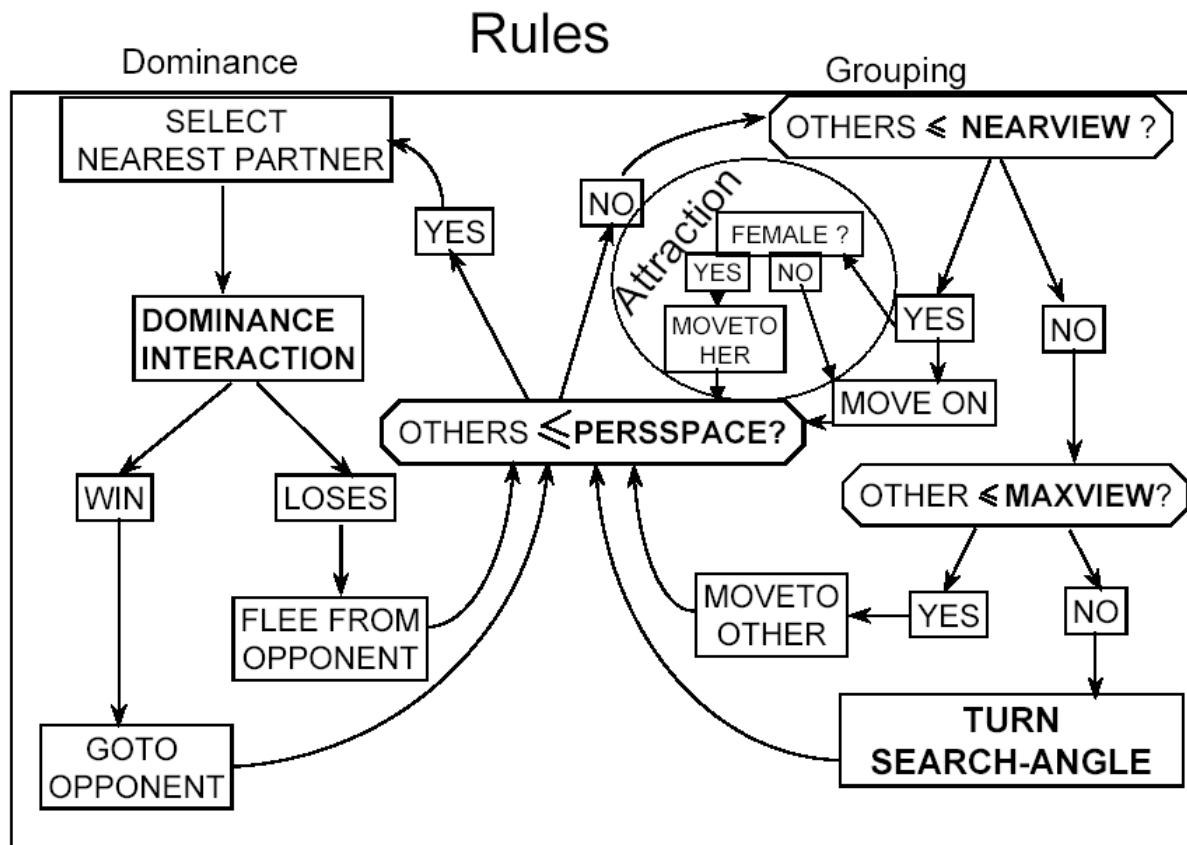 Rules
Dominance
Grouping
SELECT
NEAREST PARTNER
OTHERS ⩽ NEARVIEW ?
NO
YES
Attraction
FEMALE ?
YES
NO
MOVETO
HER
YES
NO
DOMINANCE
INTERACTION
MOVE ON
OTHERS ⩽PERSSPACE?
WIN
LOSES
OTHER ⩽MAXVIEW?
FLEE FROM
OPPONENT
MOVETO
OTHER
YES
NO
GOTO
OPPONENT
TURN
SEARCH-ANGLE